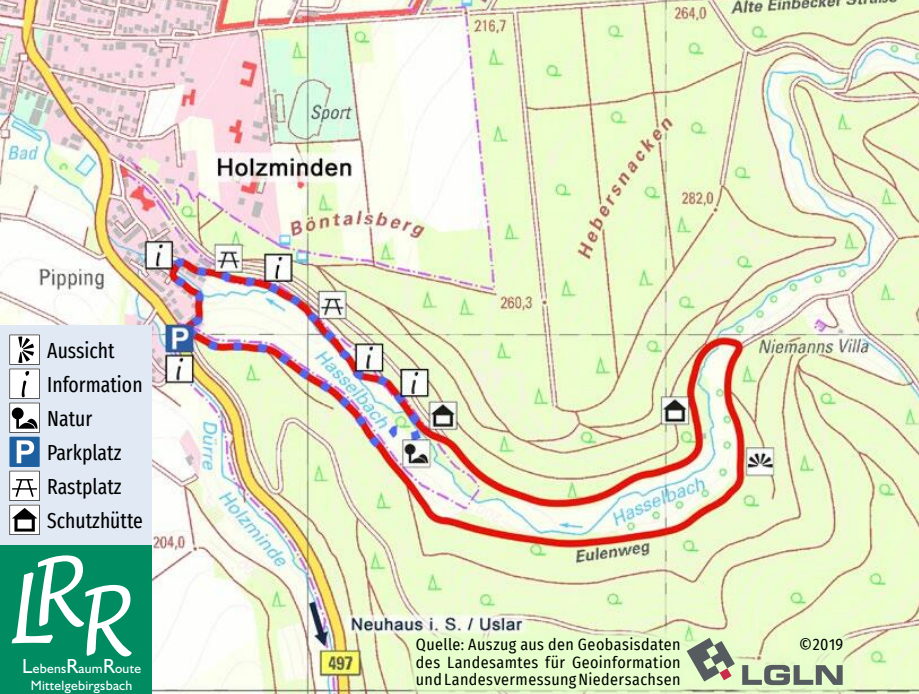 216,7
264,0
Alte Einbecker Straße
Sport
Bad
Holzminden
Böntalsberg
Hebersnacken
282,0
Pipping
i
i
260,3
P
i
i
i
Niemanns Villa
Aussicht
i Information
Natur
P Parkplatz
Rastplatz
Schutzhütte
Hasselbach
Dürre
Holzminde
Hasselbach
204,0
Eulenweg
Neuhaus i. S. / Uslar
497
LRR
LebensRaumRoute
Mittelgebirgsbach
Quelle: Auszug aus den Geobasisdaten
des Landesamtes für Geoinformation
und Landesvermessung Niedersachsen
©2019
LGLN